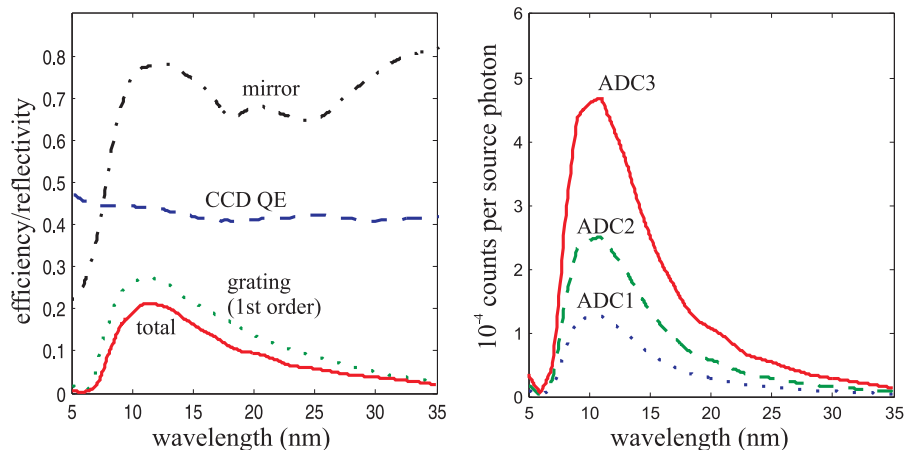 0.9
0.8
0.7
0.6
0.5
0.4
0.3
0.2
0.1
0
5
10
15
20
25
30
35
efficiency/reflectivity
wavelength (nm)
mirror
CCD QE
grating
(1st order)
total
6
5
4
3
2
1
0
5
10
15
20
25
30
35
10-4 counts per source photon
wavelength (nm)
ADC3
ADC2
ADC1